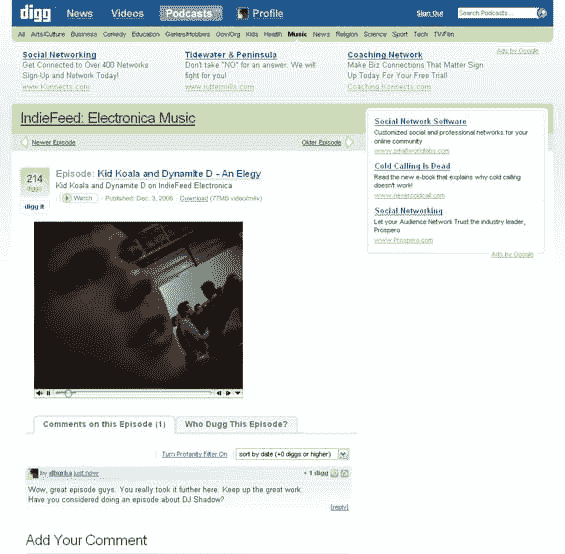 digg News Videos Podcasts Profile Sign Out Search Podcasts...
All Arts/Culture Business Comedy Education Games/Hobbies Gov/Org Kids Health Music News Religion Science Sport Tech TV/Film
Social Networking
Get Connected to Over 400 Networks
Sign-Up and Network Today!
www.Konnects.com
Tidewater & Peninsula
Don't take "NO" for an answer. We will
fight for you!
Coaching Network
Make Biz Connections That Matter Sign
Up Today For Your Free Trial!
Coaching.Konnects.com
Ads by Google
IndieFeed: Electronica Music
Newer Episode
Older Episode
214
diggs
digg it
Episode: Kid Koala and Dynamite D - An Elegy
Kid Koala and Dynamite D on IndieFeed Electronica
Watch Published: Dec. 3, 2006 Download (77MB video/m4v)
Social Network Software
Customized social and professional networks for your
online community
www.smallworldlabs.com
Cold Calling Is Dead
Read the new e-book that explains why cold calling
doesn't work!
www.nevercoldcall.com
Social Networking
Let your Audience Network Trust the industry leader,
Prospero
www.Prospero.com
Ads by Google
Comments on this Episode (1)
Who Dugg This Episode?
Turn Profanity Filter On
sort by date (+0 diggs or higher)
by just now
+ 1 digg
Wow, great episode guys. You really took it further here. Keep up the great work.
Have you considered doing an episode about DJ Shadow?
[reply]
Add Your Comment